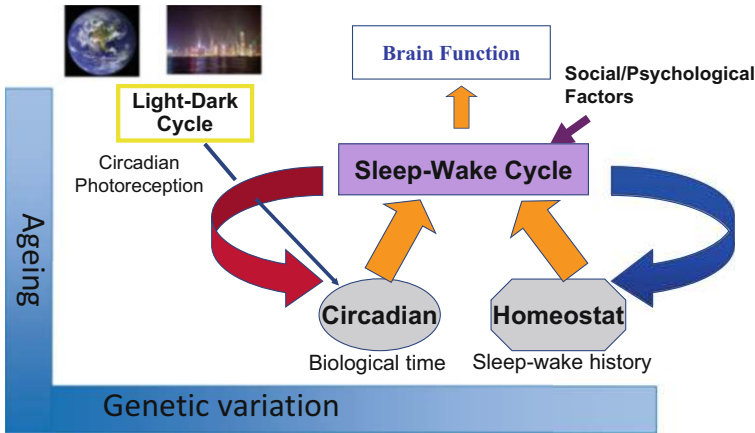 Brain Function
Social/Psychological
Factors
Light-Dark
Cycle
Circadian
Photoreception
Sleep-Wake Cycle
Ageing
Circadian
Homeostat
Biological time
Sleep-wake history
Genetic variation